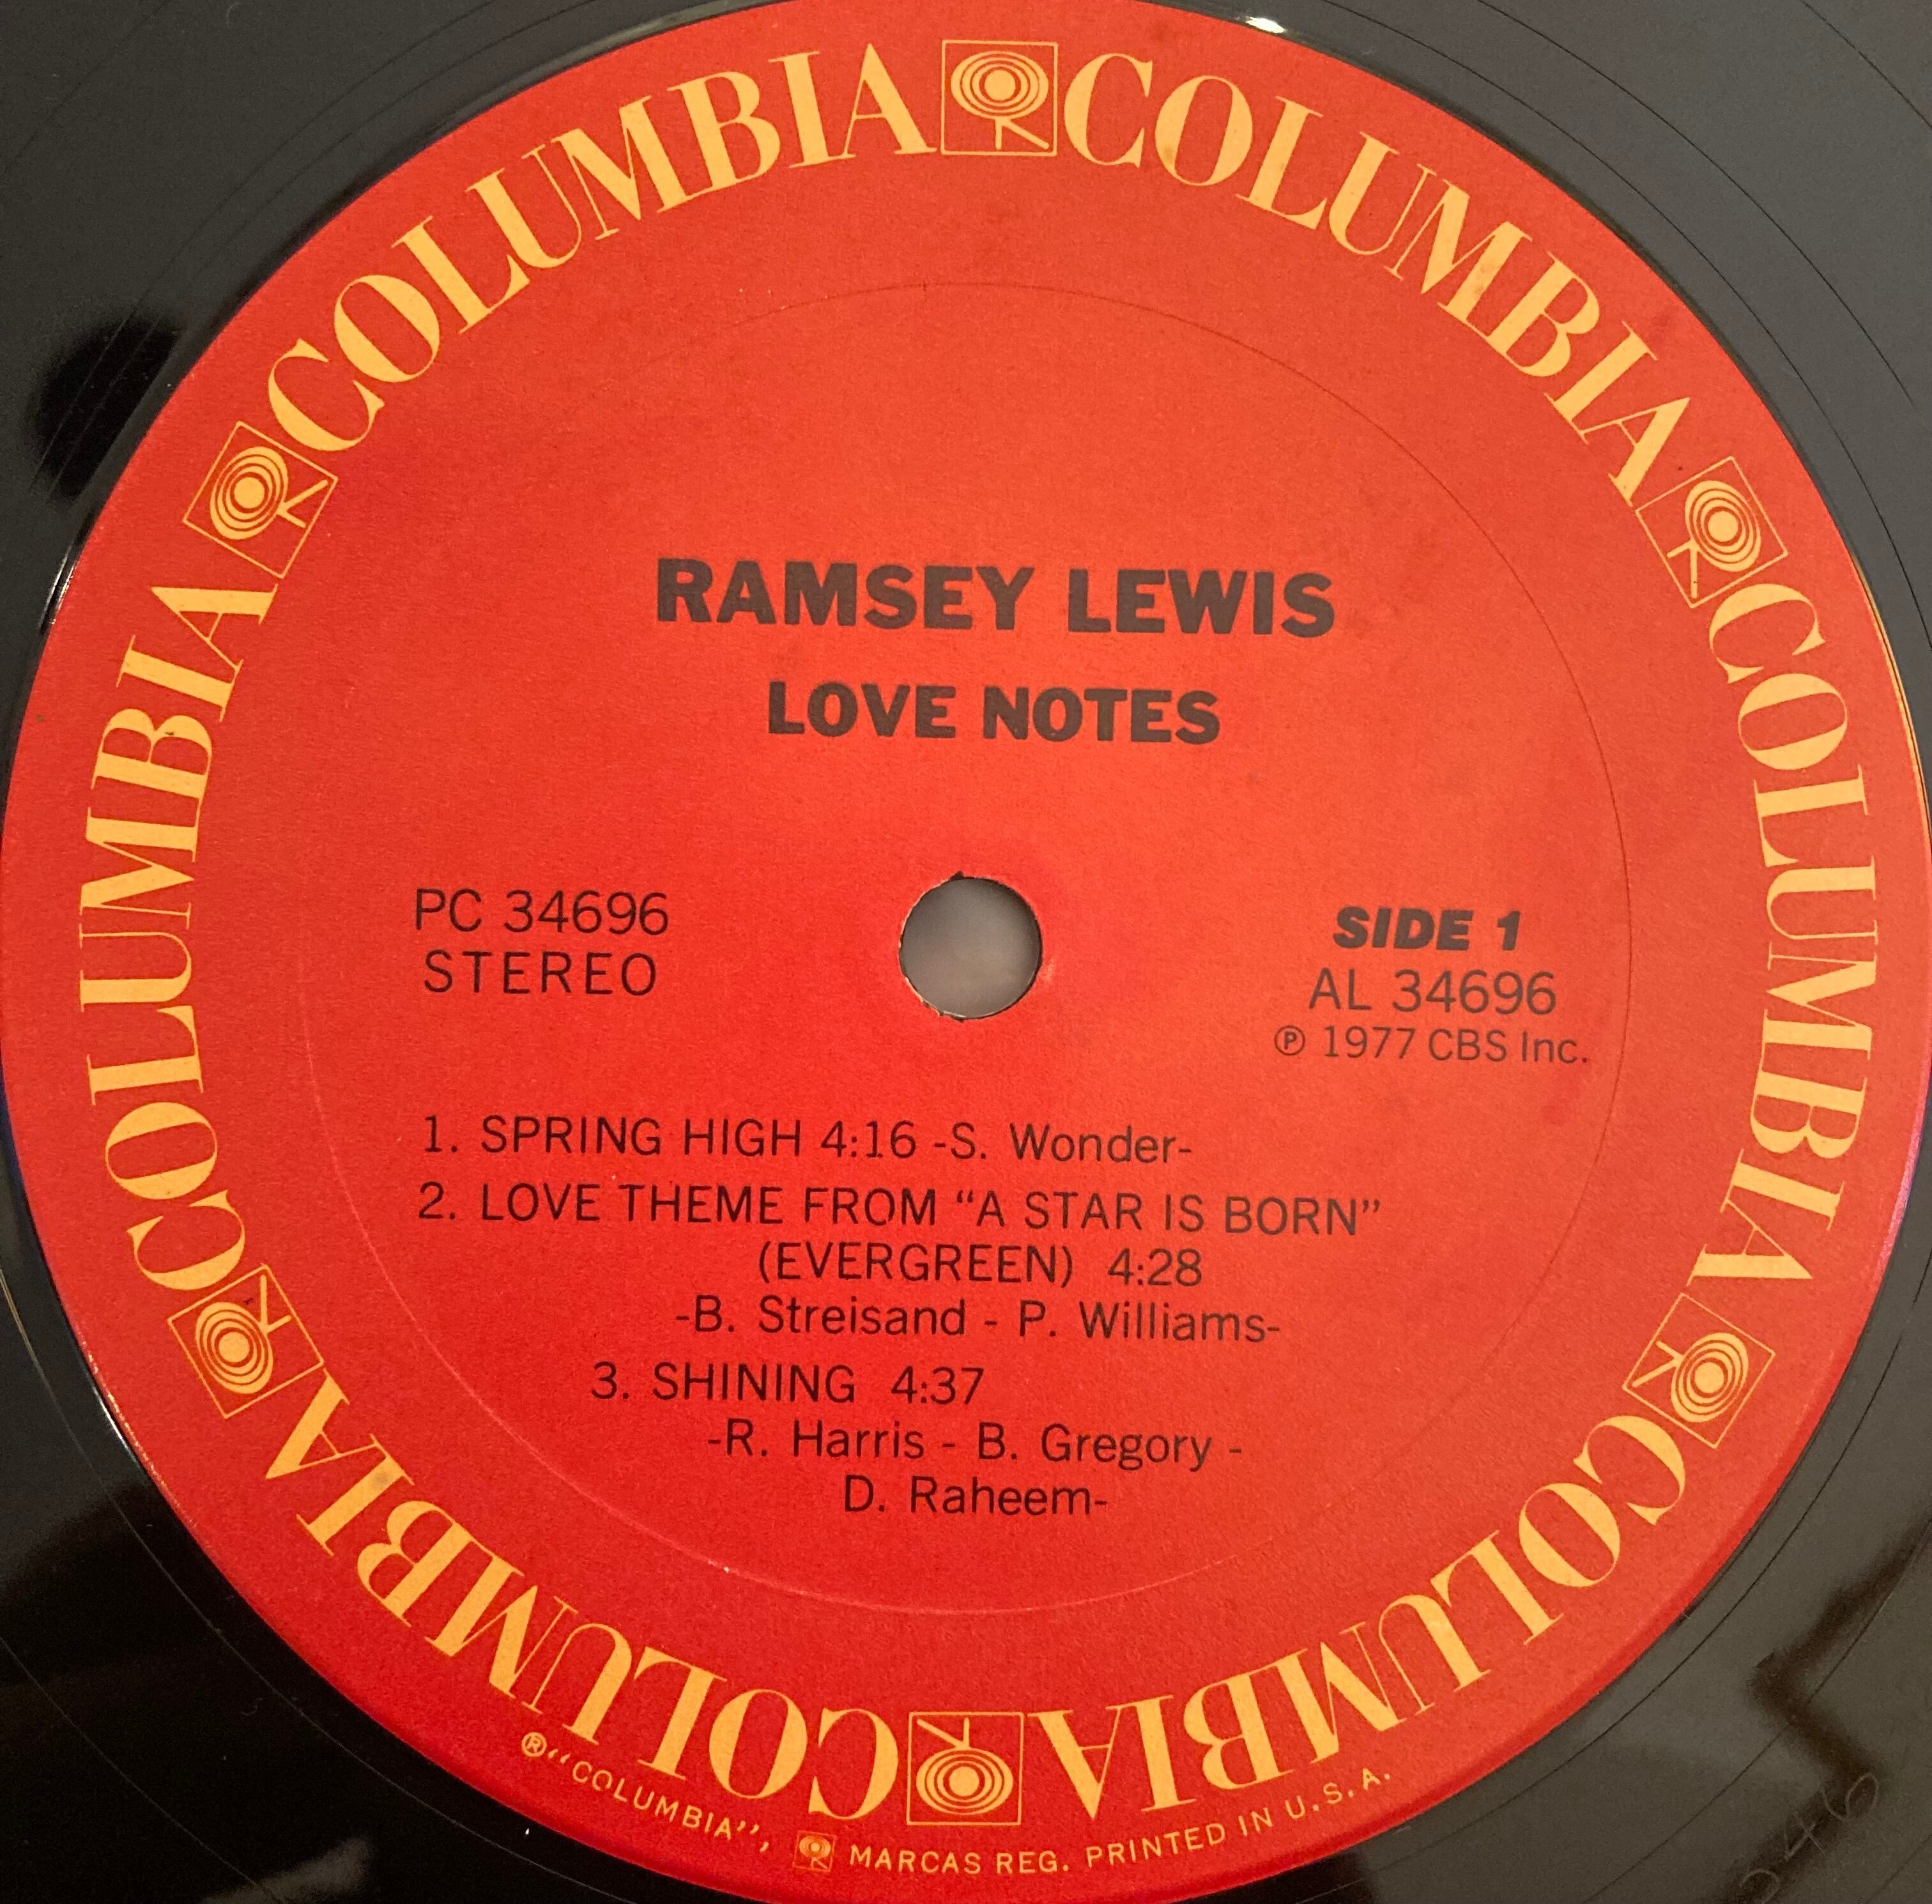 COLUMBIA COLUMBIA COLUMBIA COLUMBIA COLUMBIA COLUMBIA
RAMSEY LEWIS
LOVE NOTES
PC 34696
STEREO
SIDE 1
AL 34696
℗ 1977 CBS Inc.
1. SPRING HIGH 4:16 -S. Wonder-
2. LOVE THEME FROM “A STAR IS BORN”
(EVERGREEN) 4:28
-B. Streisand - P. Williams-
3. SHINING 4:37
-R. Harris - B. Gregory -
D. Raheem-
®“COLUMBIA”, MARCAS REG. PRINTED IN U.S.A.